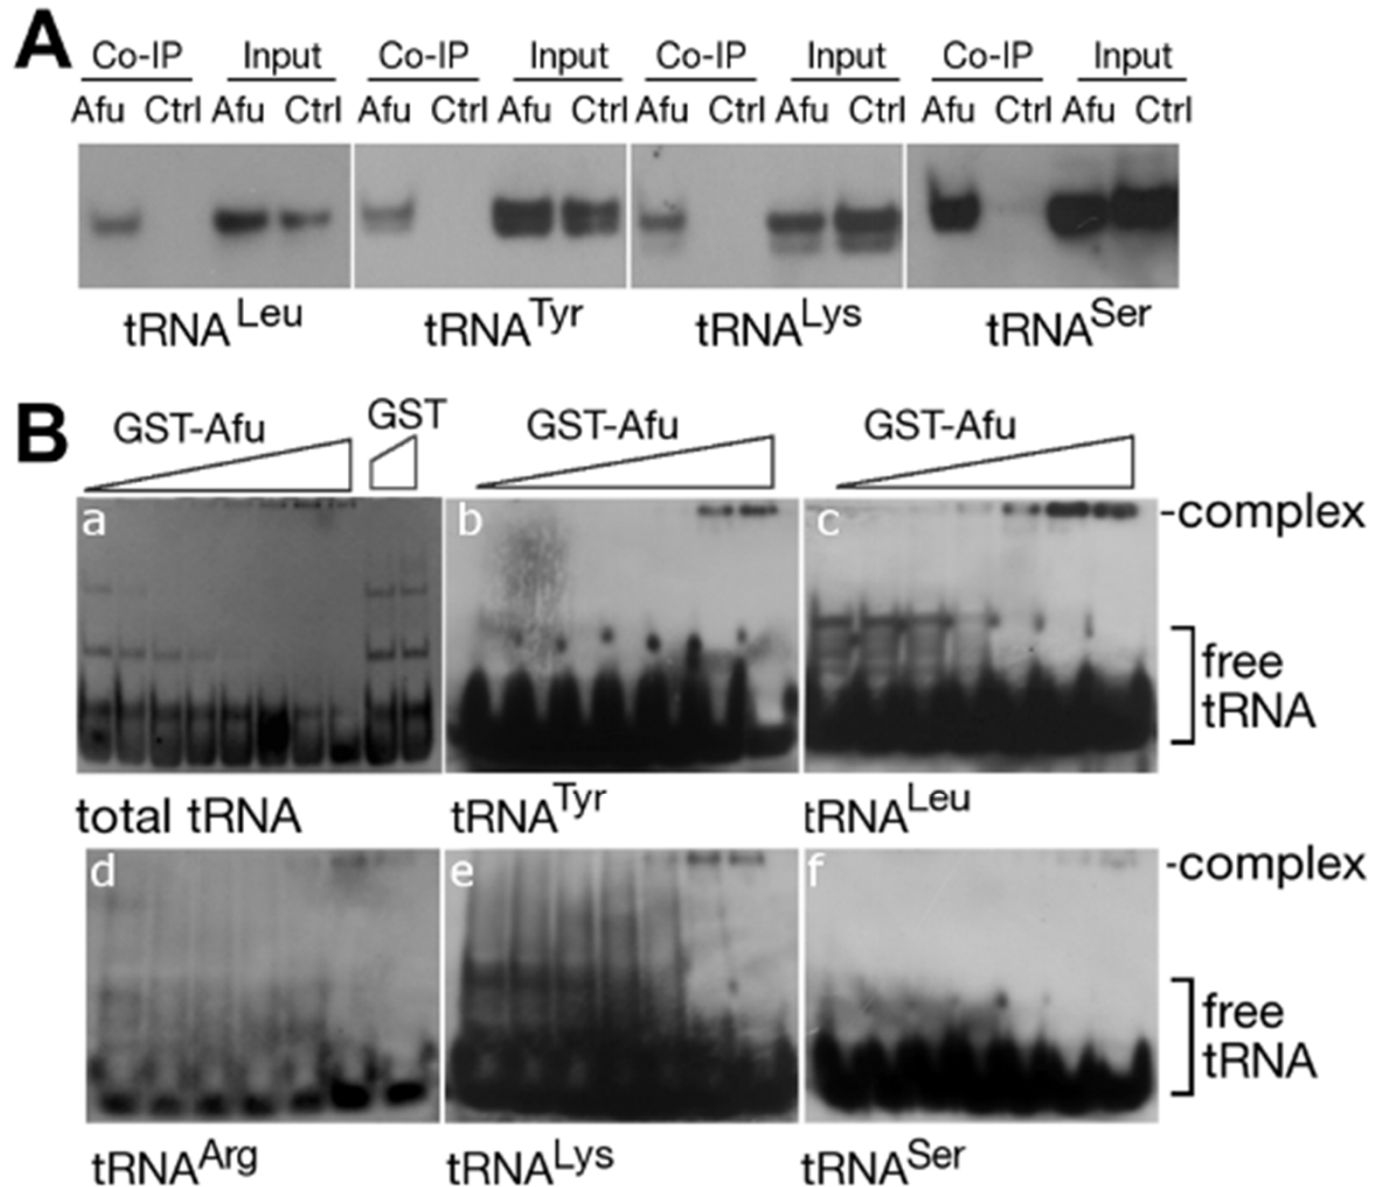 A
Co-IP Input Co-IP Input Co-IP Input Co-IP Input
Afu Ctrl Afu Ctrl Afu Ctrl Afu Ctrl Afu Ctrl Afu Ctrl Afu Ctrl Afu Ctrl
tRNALeu tRNATyr tRNALys tRNASer
B
GST-Afu GST GST-Afu GST-Afu
a b c -complex
free
tRNA
total tRNA tRNATyr tRNALeu
d e f -complex
free
tRNA
tRNAArg tRNALys tRNASer